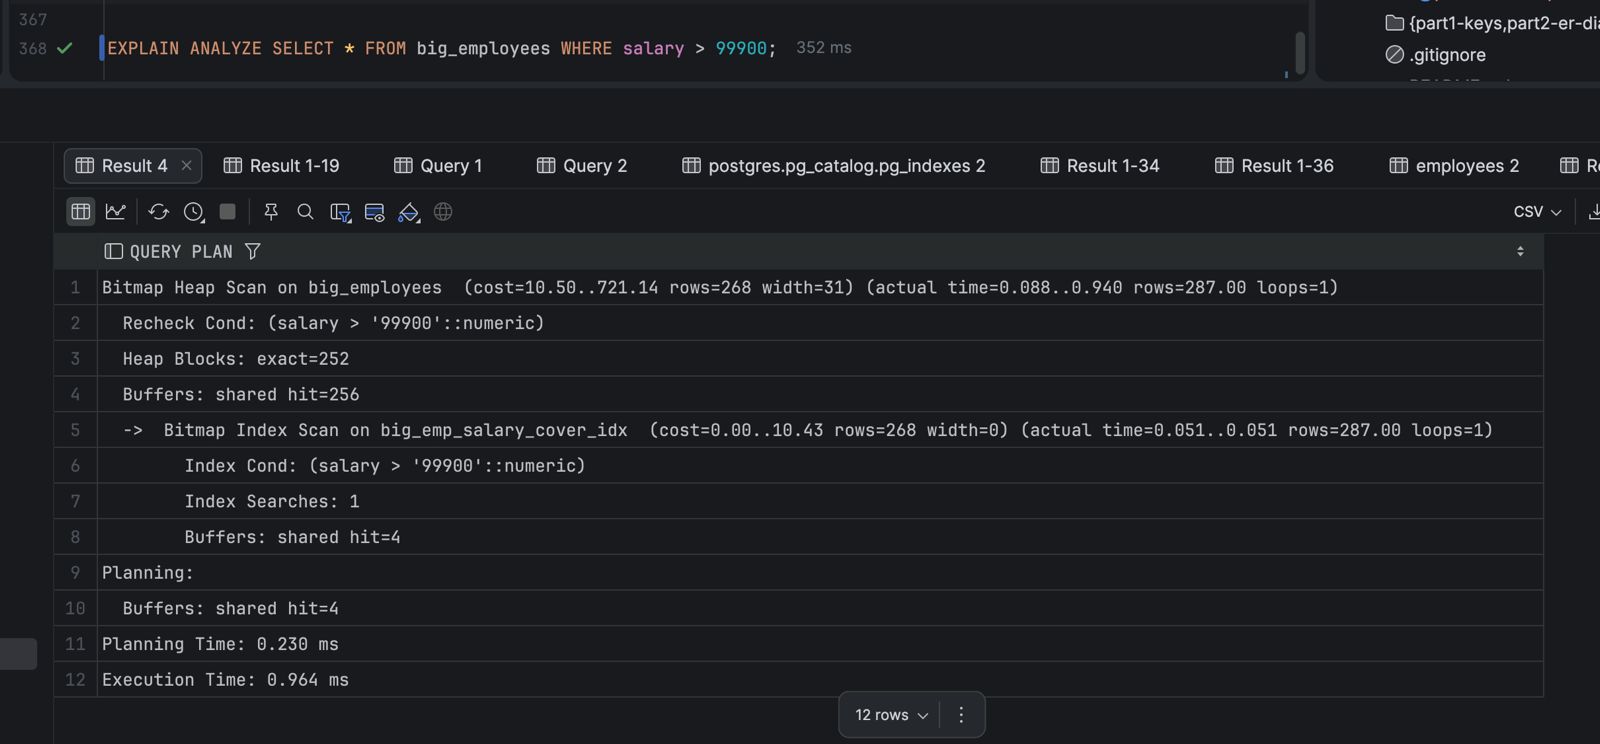 367
{part1-keys,part2-er-dia
368 EXPLAIN ANALYZE SELECT * FROM big_employees WHERE salary > 99900; 352 ms
.gitignore
Result 4 Result 1-19 Query 1 Query 2 postgres.pg_catalog.pg_indexes 2 Result 1-34 Result 1-36 employees 2 Re
CSV
QUERY PLAN
1 Bitmap Heap Scan on big_employees (cost=10.50..721.14 rows=268 width=31) (actual time=0.088..0.940 rows=287.00 loops=1)
2 Recheck Cond: (salary > '99900'::numeric)
3 Heap Blocks: exact=252
4 Buffers: shared hit=256
5 -> Bitmap Index Scan on big_emp_salary_cover_idx (cost=0.00..10.43 rows=268 width=0) (actual time=0.051..0.051 rows=287.00 loops=1)
6 Index Cond: (salary > '99900'::numeric)
7 Index Searches: 1
8 Buffers: shared hit=4
9 Planning:
10 Buffers: shared hit=4
11 Planning Time: 0.230 ms
12 Execution Time: 0.964 ms
12 rows